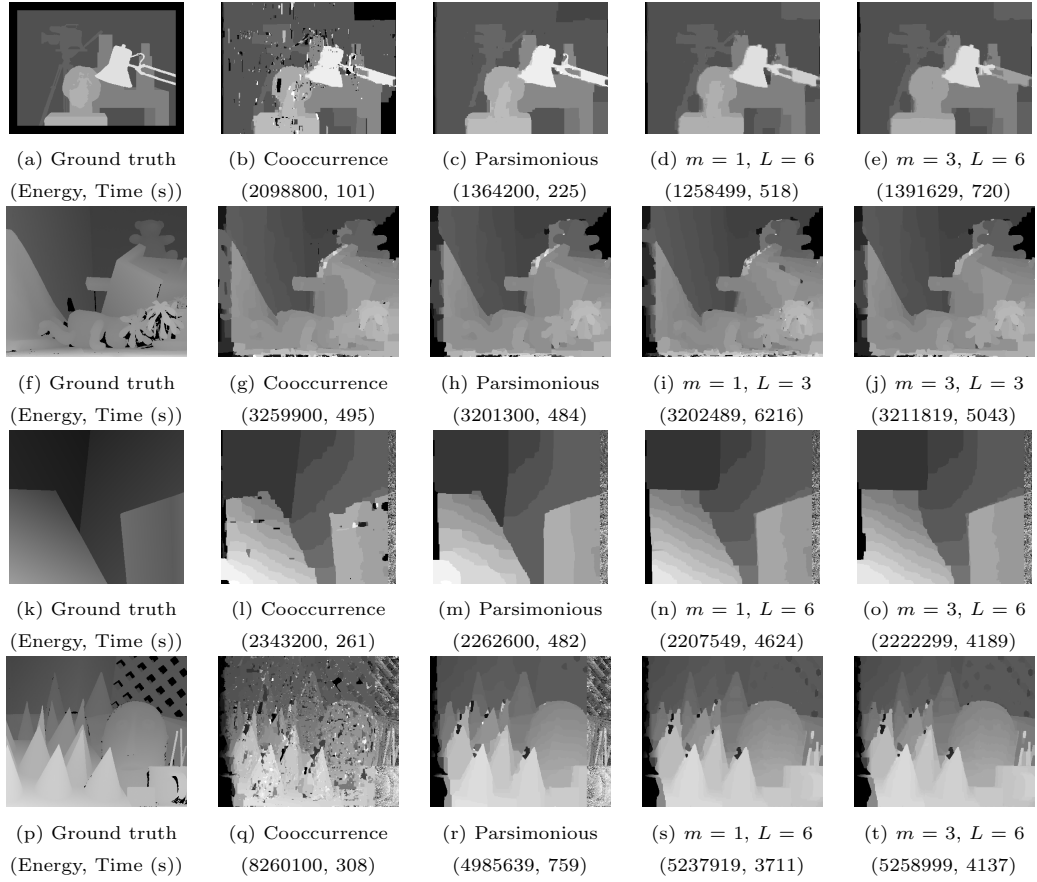 (a) Ground truth
(b) Cooccurrence
(c) Parsimonious
(d) m = 1, L = 6
(e) m = 3, L = 6
(Energy, Time (s))
(2098800, 101)
(1364200, 225)
(1258499, 518)
(1391629, 720)
(f) Ground truth
(g) Cooccurrence
(h) Parsimonious
(i) m = 1, L = 3
(j) m = 3, L = 3
(Energy, Time (s))
(3259900, 495)
(3201300, 484)
(3202489, 6216)
(3211819, 5043)
(k) Ground truth
(l) Cooccurrence
(m) Parsimonious
(n) m = 1, L = 6
(o) m = 3, L = 6
(Energy, Time (s))
(2343200, 261)
(2262600, 482)
(2207549, 4624)
(2222299, 4189)
(p) Ground truth
(q) Cooccurrence
(r) Parsimonious
(s) m = 1, L = 6
(t) m = 3, L = 6
(Energy, Time (s))
(8260100, 308)
(4985639, 759)
(5237919, 3711)
(5258999, 4137)